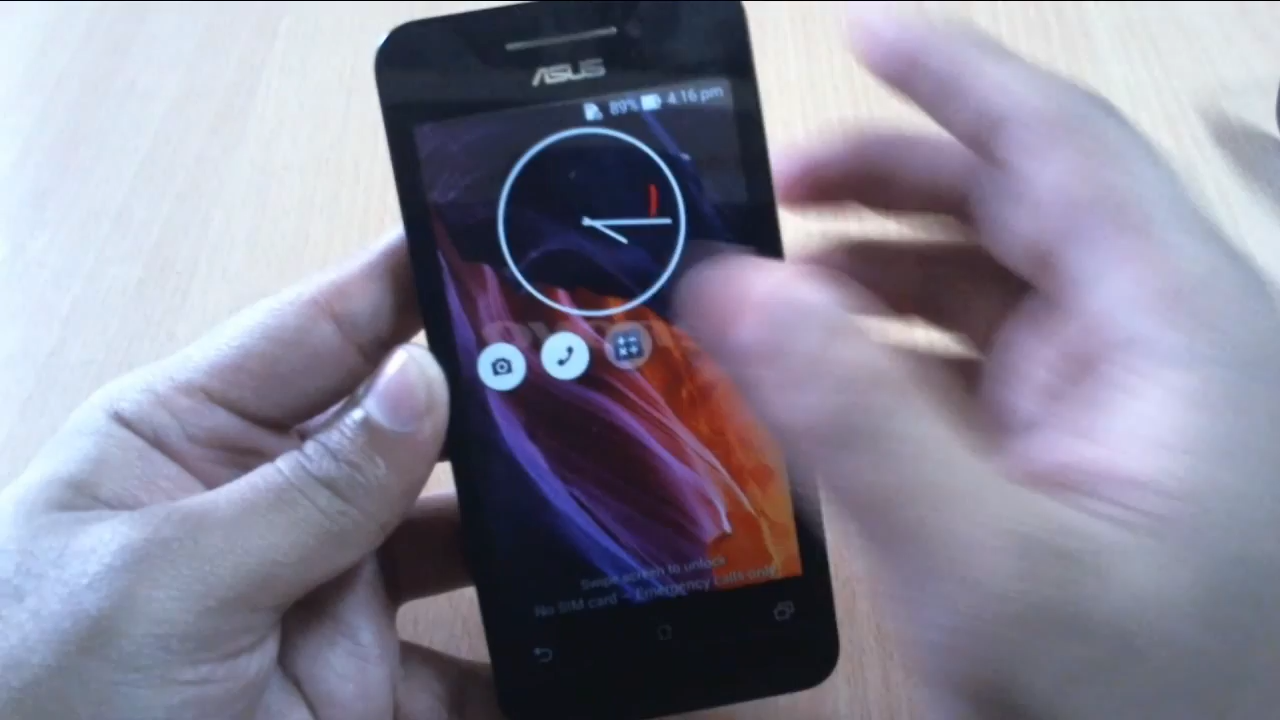 ASUS
89% 4:16 pm
Swipe screen to unlock
No SIM card — Emergency calls only